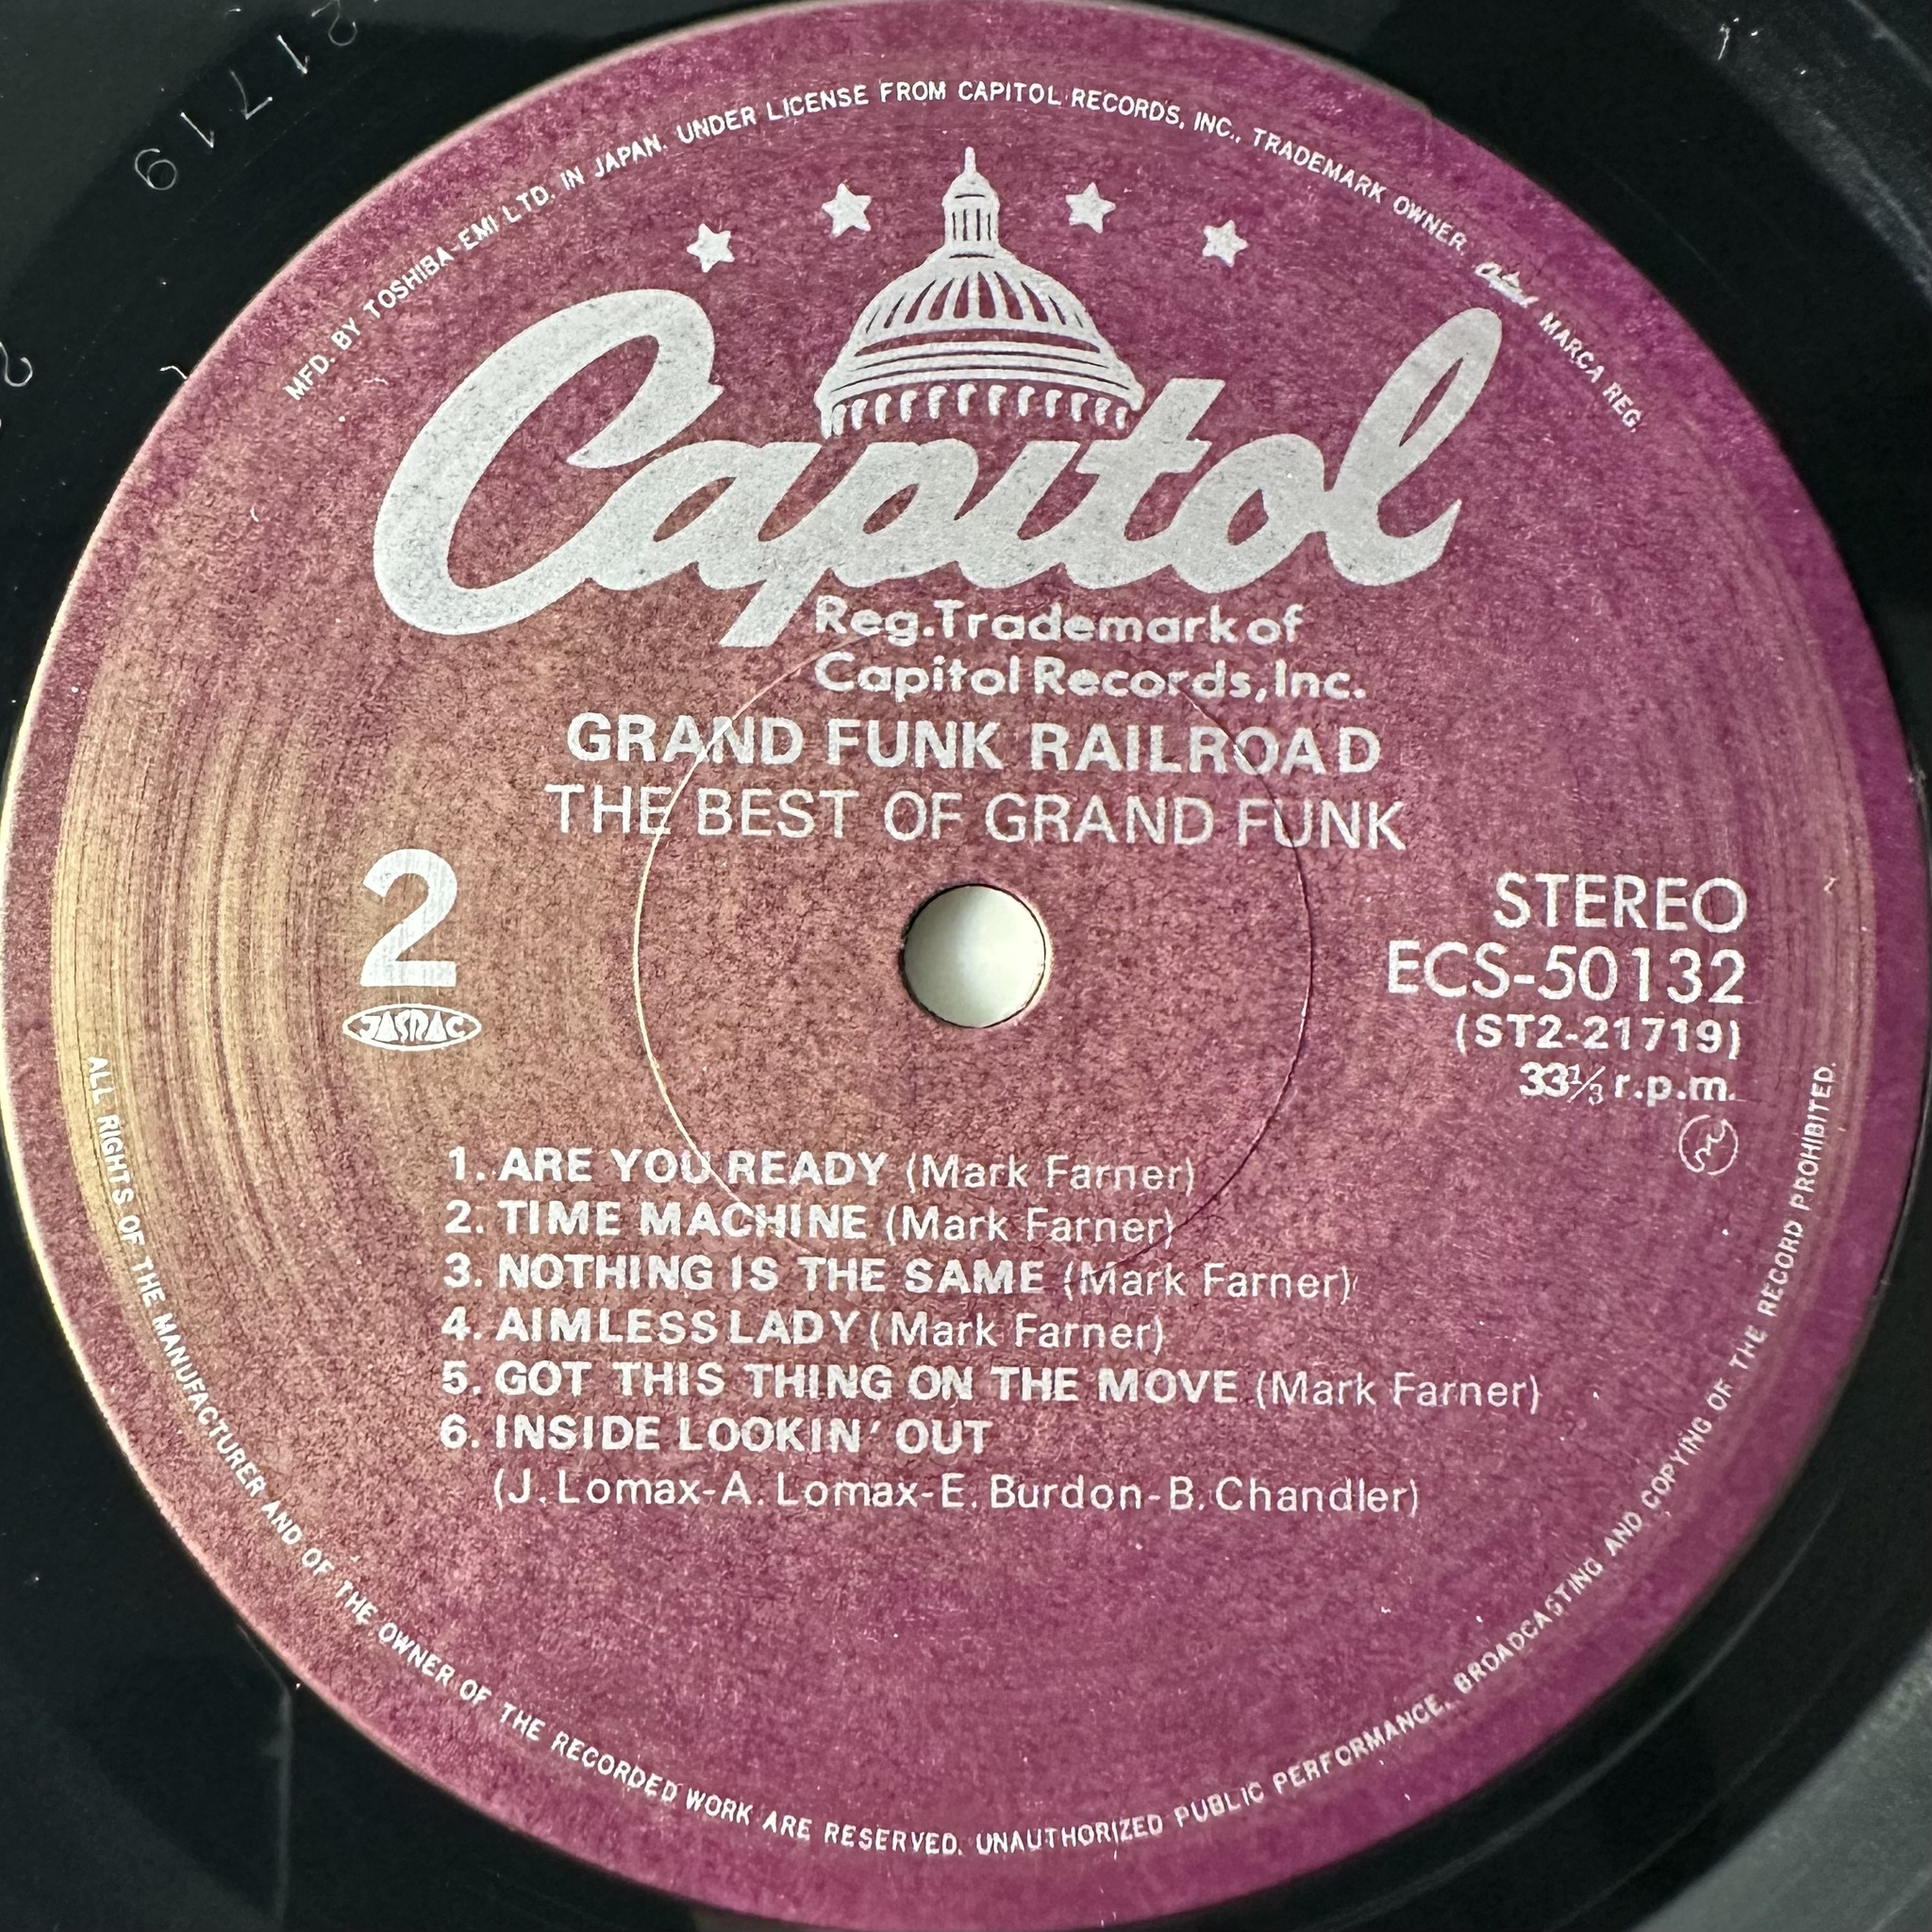 21719
MFD. BY TOSHIBA-EMI LTD. IN JAPAN. UNDER LICENSE FROM CAPITOL RECORDS, INC., TRADEMARK OWNER. Capitol MARCA REG.
Capitol
Reg. Trademark of
Capitol Records, Inc.
GRAND FUNK RAILROAD
THE BEST OF GRAND FUNK
2
JASRAC
STEREO
ECS-50132
(ST2-21719)
33⅓ r.p.m.
1. ARE YOU READY (Mark Farner)
2. TIME MACHINE (Mark Farner)
3. NOTHING IS THE SAME (Mark Farner)
4. AIMLESS LADY (Mark Farner)
5. GOT THIS THING ON THE MOVE (Mark Farner)
6. INSIDE LOOKIN' OUT
(J. Lomax-A. Lomax-E. Burdon-B. Chandler)
ALL RIGHTS OF THE MANUFACTURER AND OF THE OWNER OF THE RECORDED WORK ARE RESERVED. UNAUTHORIZED PUBLIC PERFORMANCE, BROADCASTING AND COPYING OF THE RECORD PROHIBITED.